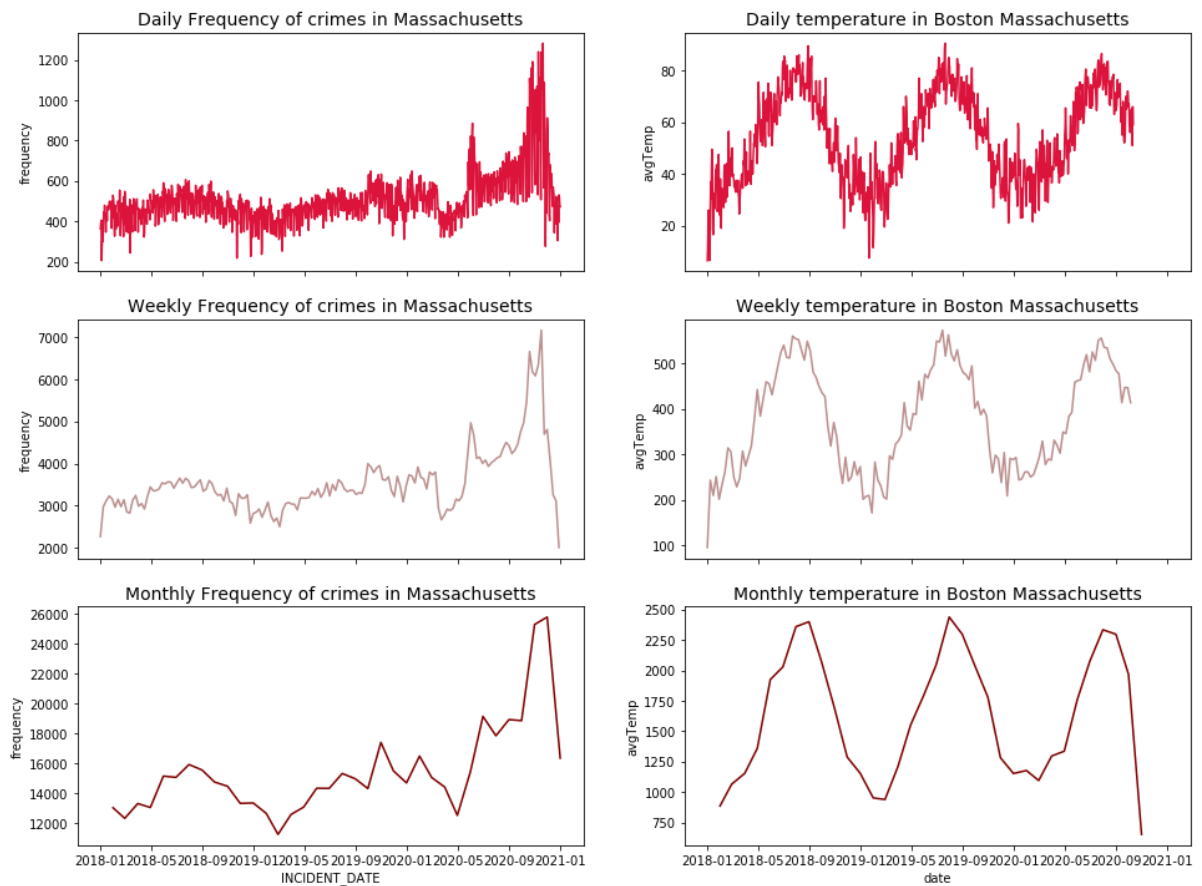 Daily Frequency of crimes in Massachusetts
1200
1000
800
600
400
200
frequency
Daily temperature in Boston Massachusetts
80
60
40
20
avgTemp
Weekly Frequency of crimes in Massachusetts
7000
6000
5000
4000
3000
2000
frequency
Weekly temperature in Boston Massachusetts
500
400
300
200
100
avgTemp
Monthly Frequency of crimes in Massachusetts
26000
24000
22000
20000
18000
16000
14000
12000
frequency
2018-01 2018-05 2018-09 2019-01 2019-05 2019-09 2020-01 2020-05 2020-09 2021-01
INCIDENT_DATE
Monthly temperature in Boston Massachusetts
2500
2250
2000
1750
1500
1250
1000
750
avgTemp
2018-01 2018-05 2018-09 2019-01 2019-05 2019-09 2020-01 2020-05 2020-09 2021-01
date